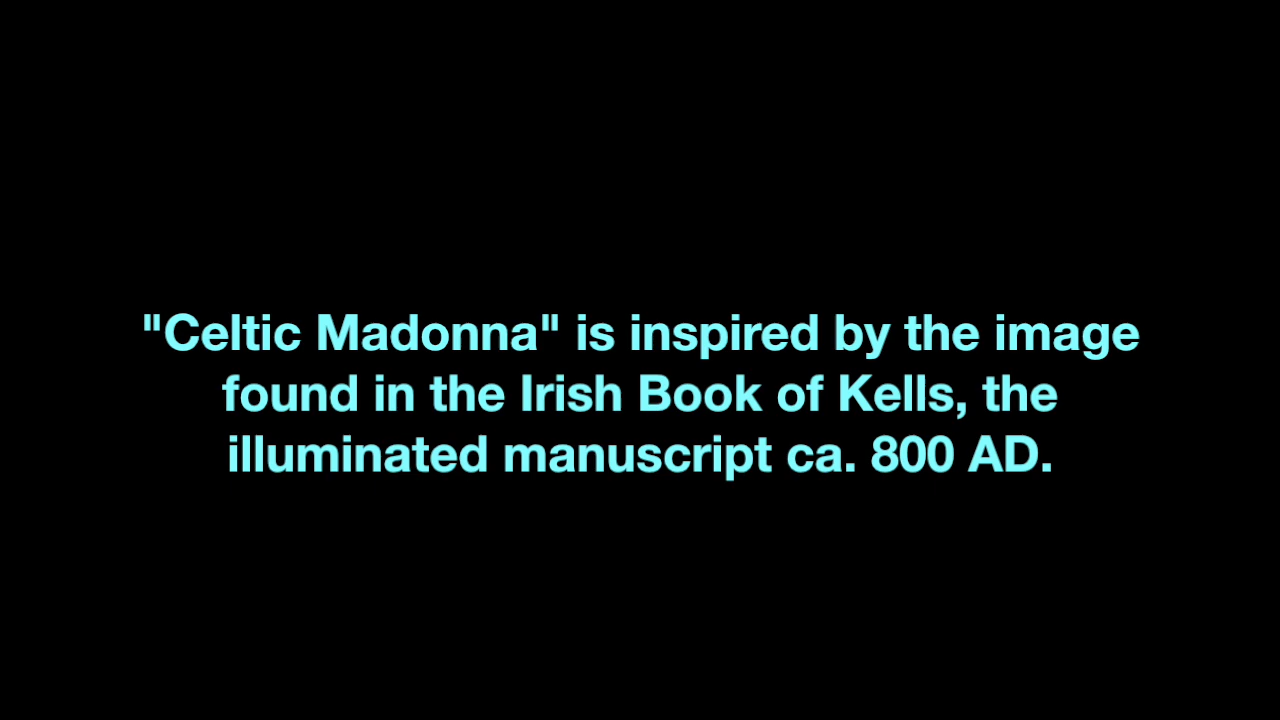 "Celtic Madonna" is inspired by the image
found in the Irish Book of Kells, the
illuminated manuscript ca. 800 AD.